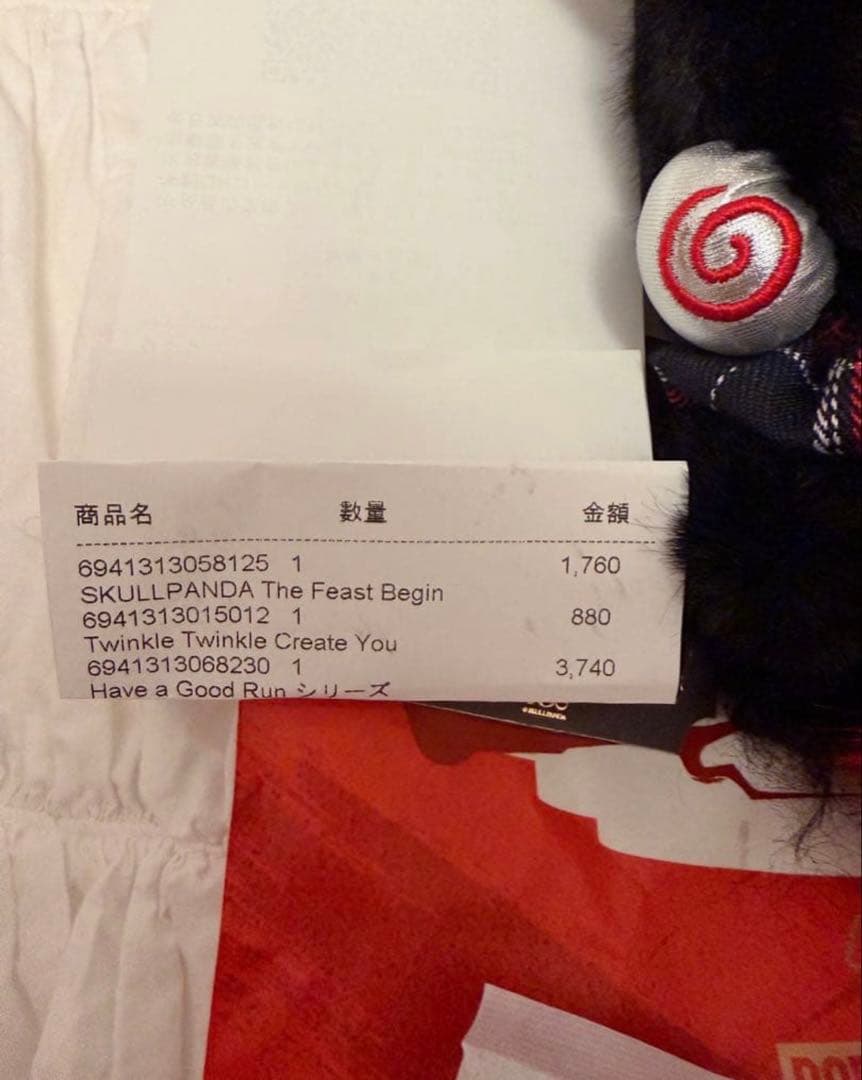 商品名 數量 金額
6941313058125 1 1,760
SKULLPANDA The Feast Begin
6941313015012 1 880
Twinkle Twinkle Create You
6941313068230 1 3,740
Have a Good Run シリーズ
©SKULLPANDA